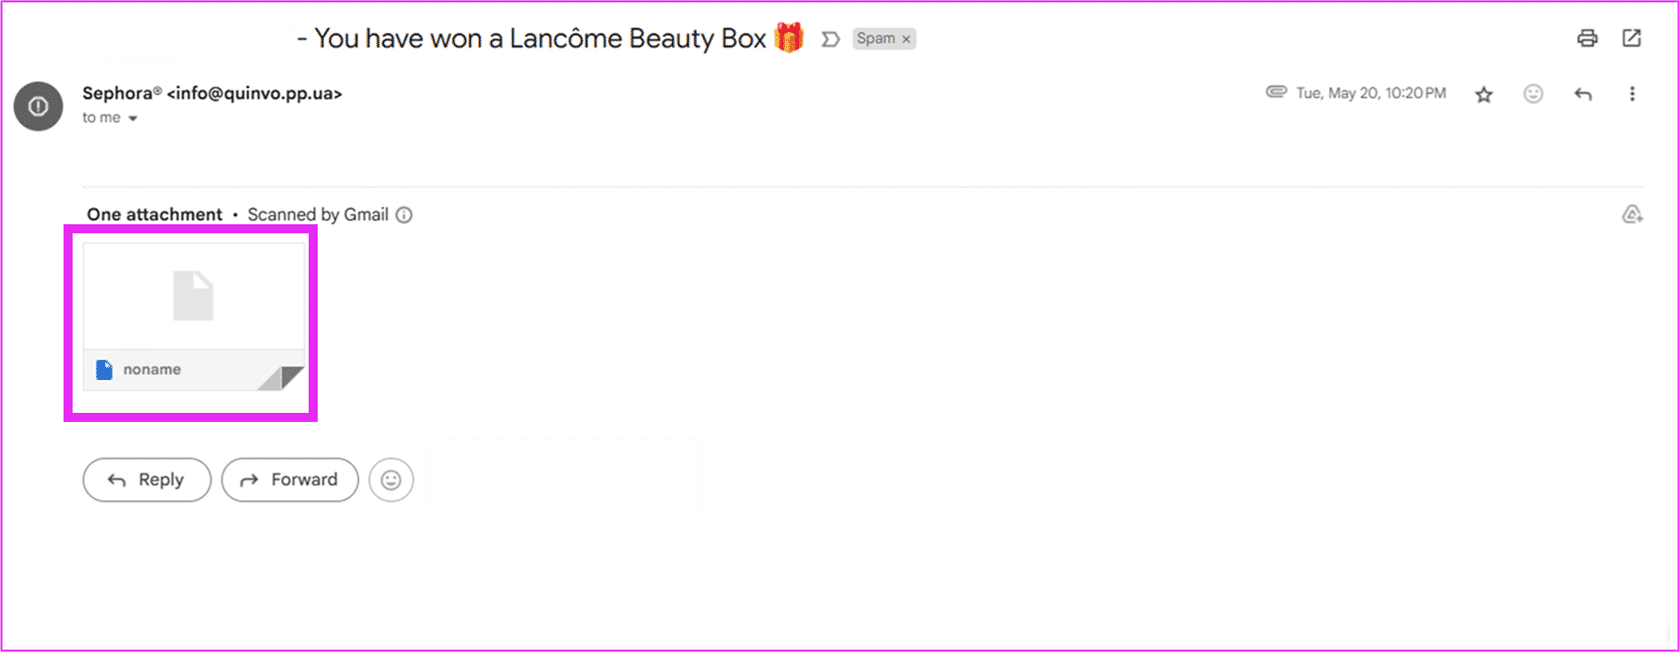 - You have won a Lancôme Beauty Box 🎁 Spam ×
Sephora® <info@quinvo.pp.ua> Tue, May 20, 10:20 PM
to me
One attachment • Scanned by Gmail
noname
Reply Forward